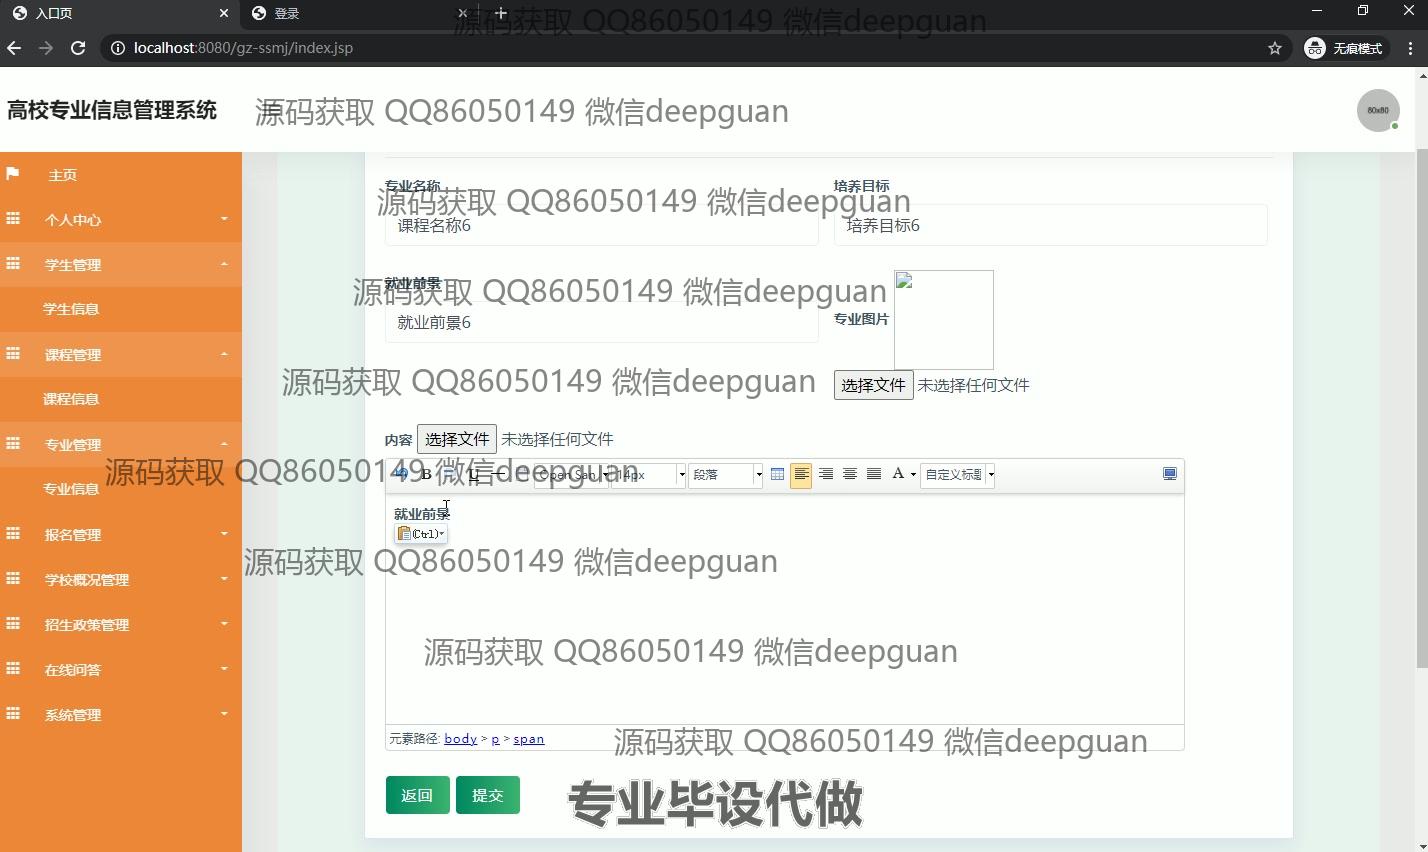 入口页
登录
源码获取 QQ86050149 微信deepguan
localhost:8080/gz-ssmj/index.jsp
无痕模式
高校专业信息管理系统
源码获取 QQ86050149 微信deepguan
80x80
主页
个人中心
学生管理
学生信息
课程管理
课程信息
专业管理
专业信息
报名管理
学校概况管理
招生政策管理
在线问答
系统管理
专业名称
培养目标
源码获取 QQ86050149 微信deepguan
课程名称6
培养目标6
就业前景
源码获取 QQ86050149 微信deepguan
就业前景6
专业图片
源码获取 QQ86050149 微信deepguan
选择文件 未选择任何文件
内容 选择文件 未选择任何文件
源码获取 QQ86050149 微信deepguan
B U Open San 14px 段落 A 自定义标题
就业前景
(Ctrl)
源码获取 QQ86050149 微信deepguan
源码获取 QQ86050149 微信deepguan
元素路径: body > p > span
源码获取 QQ86050149 微信deepguan
返回 提交
专业毕设代做